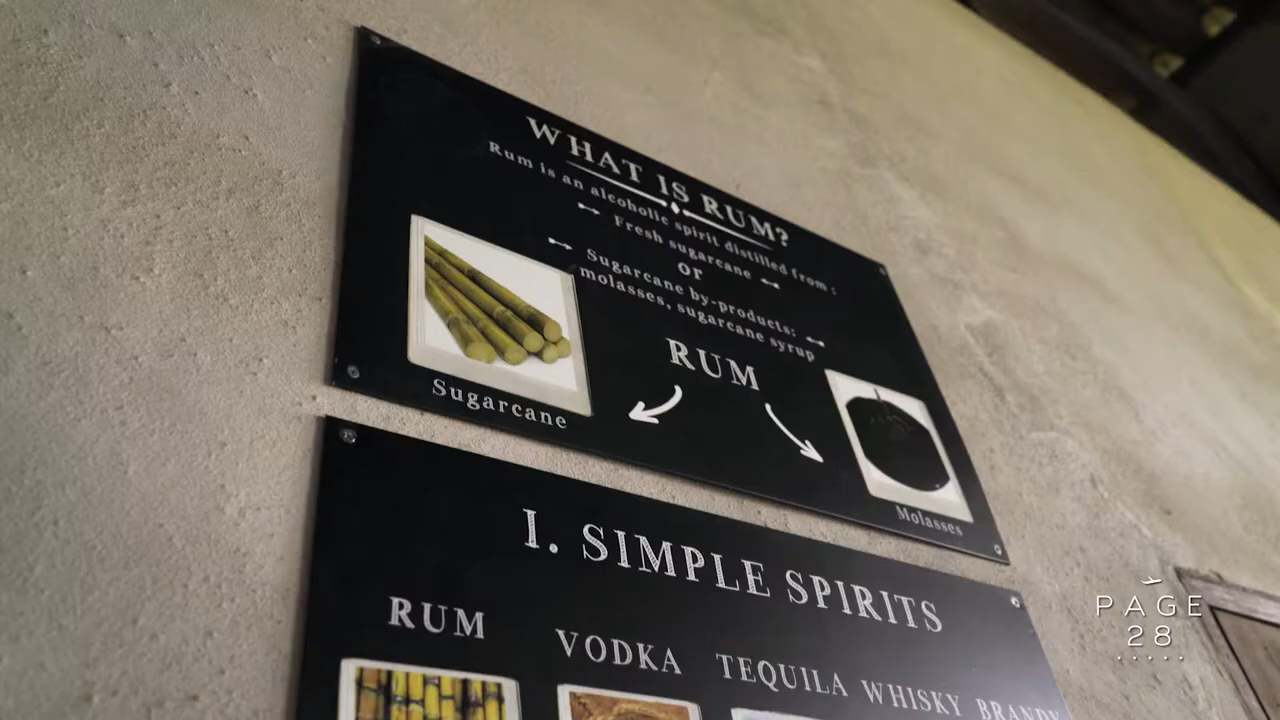 WHAT IS RUM?
Rum is an alcoholic spirit distilled from :
Fresh sugarcane
or
Sugarcane by-products:
molasses, sugarcane syrup
RUM
Sugarcane
Molasses
1. SIMPLE SPIRITS
RUM VODKA TEQUILA WHISKY BRANDY
PAGE
28